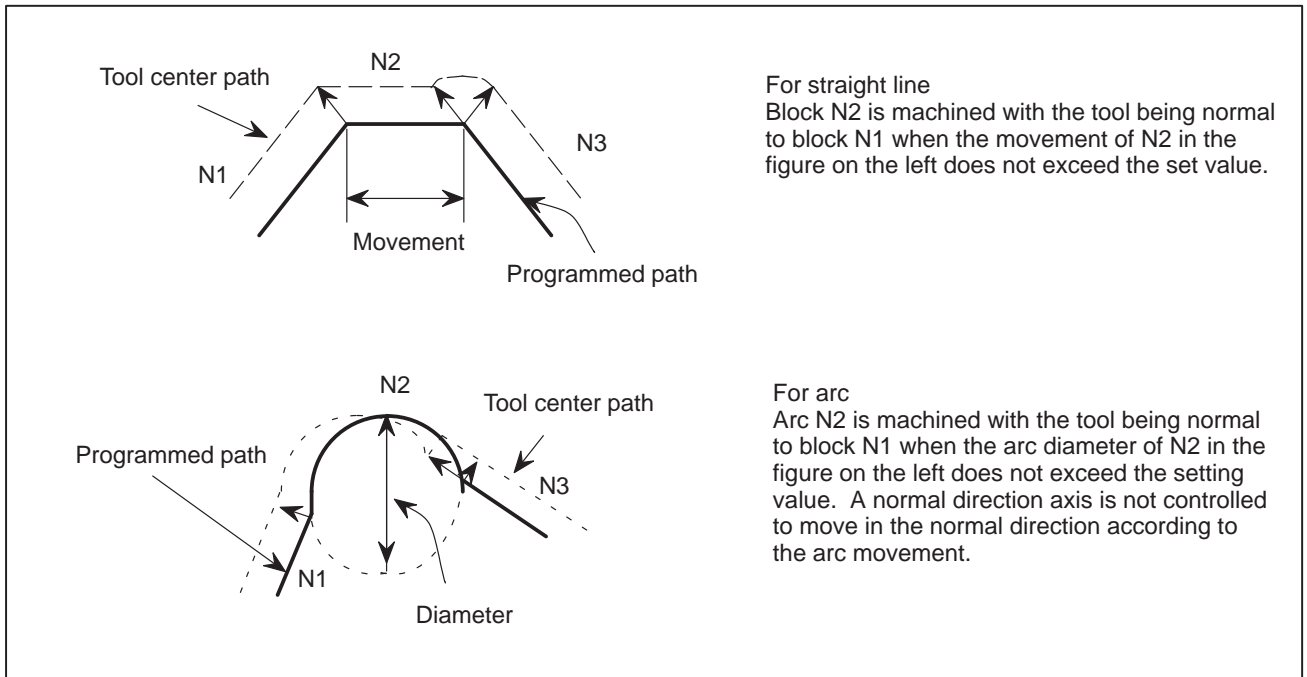 N2
Tool center path
N3
N1
Movement
Programmed path
For straight line
Block N2 is machined with the tool being normal
to block N1 when the movement of N2 in the
figure on the left does not exceed the set value.
N2
Tool center path
Programmed path
N3
N1
Diameter
For arc
Arc N2 is machined with the tool being normal
to block N1 when the arc diameter of N2 in the
figure on the left does not exceed the setting
value. A normal direction axis is not controlled
to move in the normal direction according to
the arc movement.